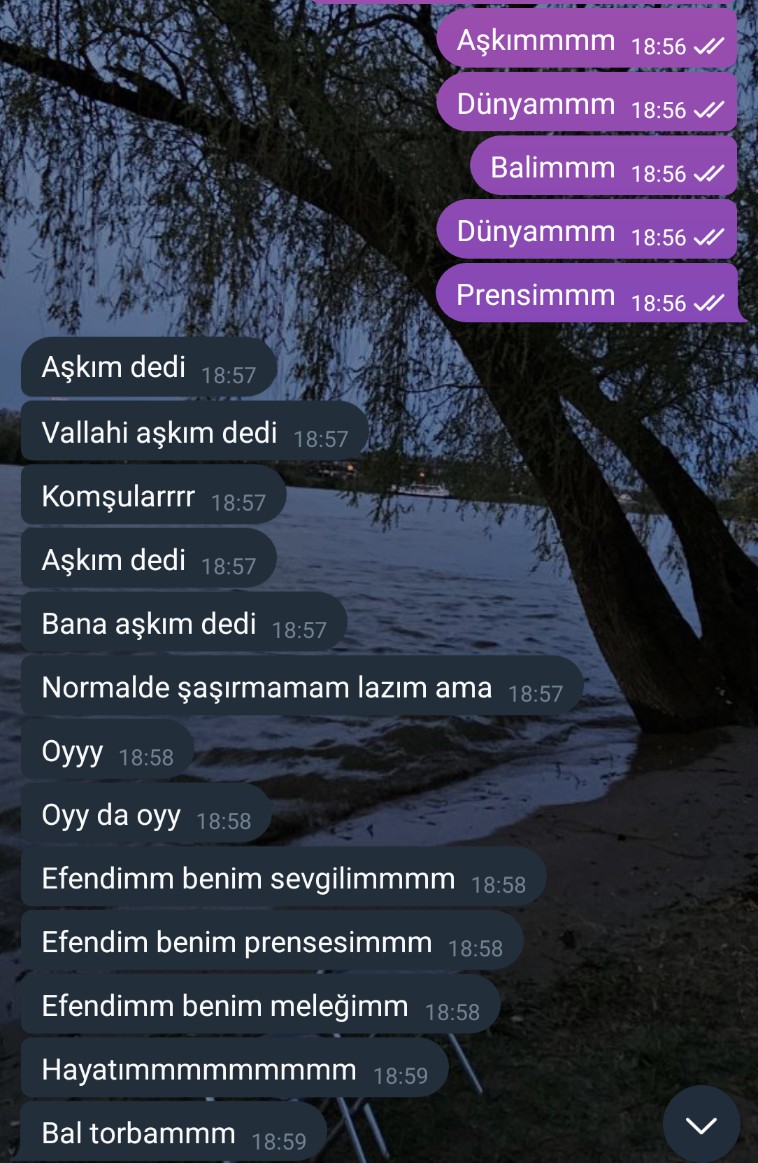 Aşkımmmm 18:56
Dünyammm 18:56
Balimmm 18:56
Dünyammm 18:56
Prensimmm 18:56
Aşkım dedi 18:57
Vallahi aşkım dedi 18:57
Komşularrrr 18:57
Aşkım dedi 18:57
Bana aşkım dedi 18:57
Normalde şaşırmamam lazım ama 18:57
Oyyy 18:58
Oyy da oyy 18:58
Efendimm benim sevgilimmmm 18:58
Efendim benim prensesimmm 18:58
Efendimm benim meleğimm 18:58
Hayatımmmmmmmmm 18:59
Bal torbammm 18:59